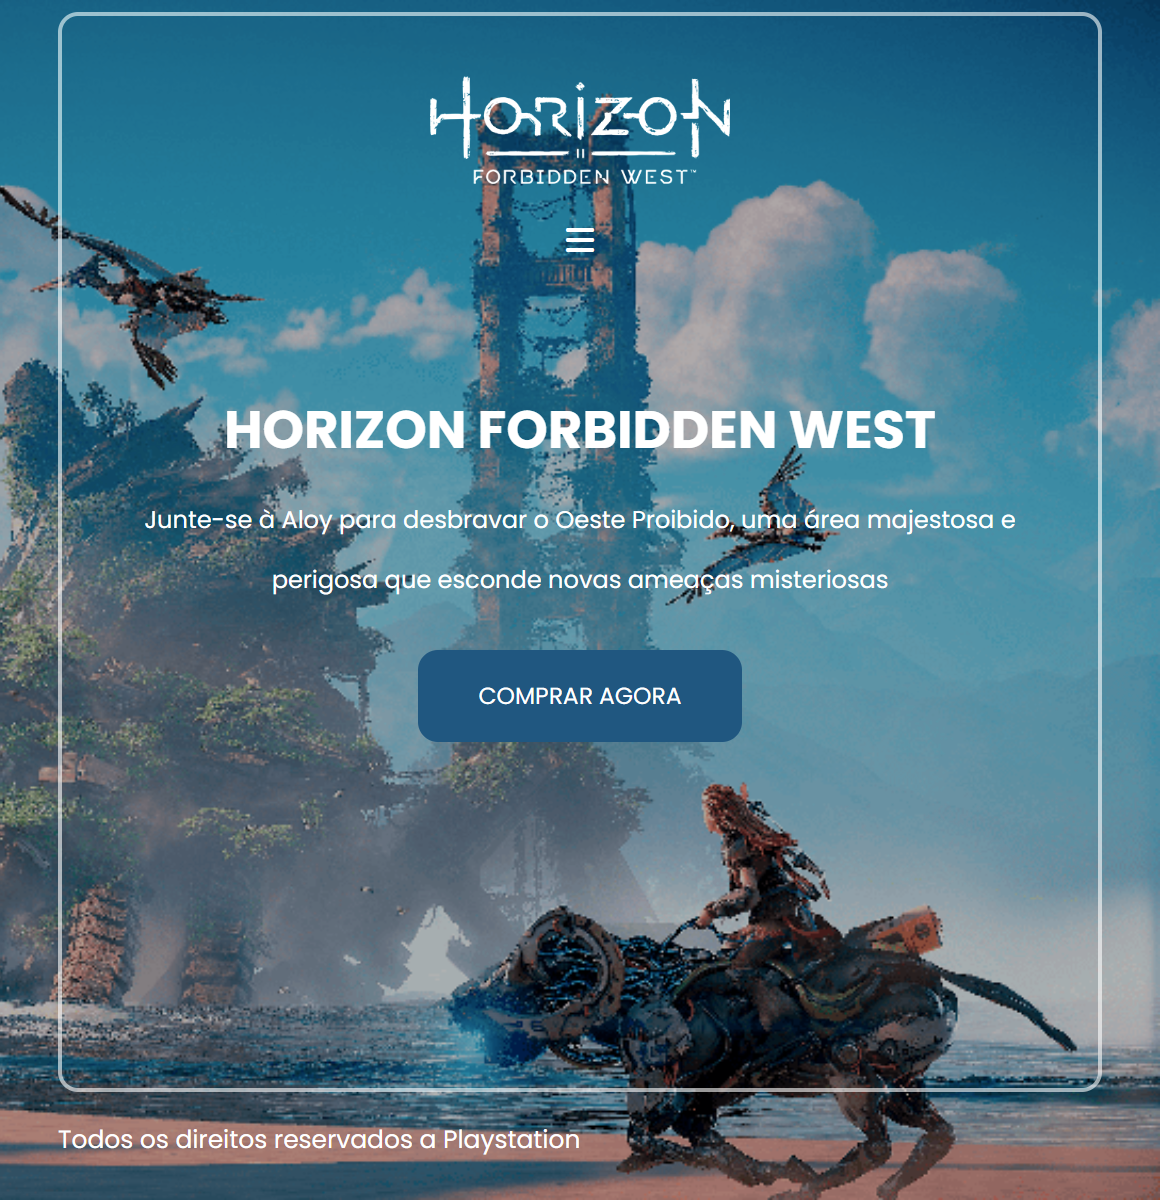 HORIZON
FORBIDDEN WEST™
HORIZON FORBIDDEN WEST
Junte-se à Aloy para desbravar o Oeste Proibido, uma área majestosa e
perigosa que esconde novas ameaças misteriosas
COMPRAR AGORA
Todos os direitos reservados a Playstation